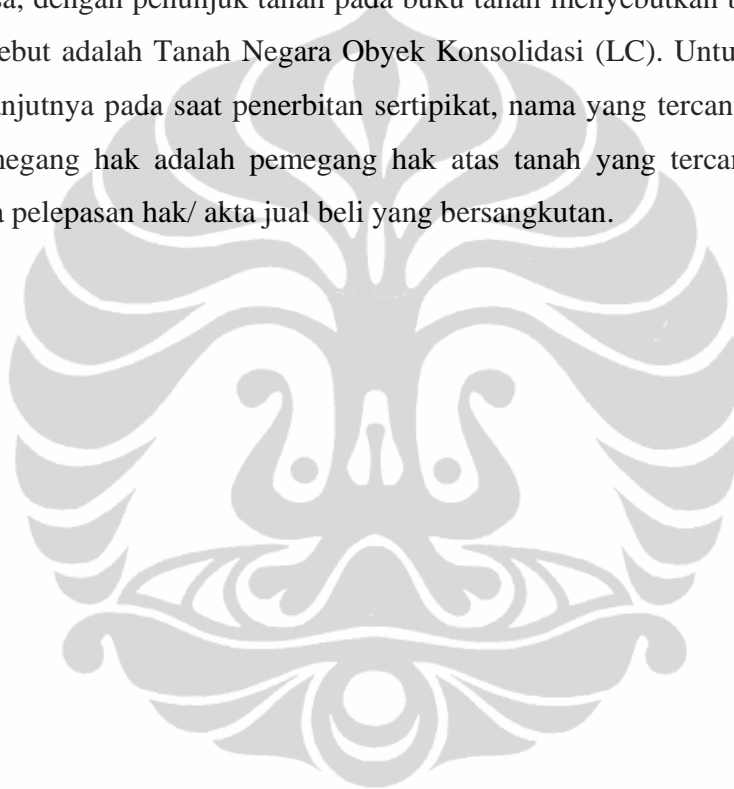 dengan penunjuk tanah pada buku tanah menyebutkan
adalah Tanah Negara Obyek Konsolidasi (LC). Untu
njutnya pada saat penerbitan sertipikat, nama yang tercan
negang hak adalah pemegang hak atas tanah yang tercan
pelepasan hak/ akta jual beli yang bersangkutan.